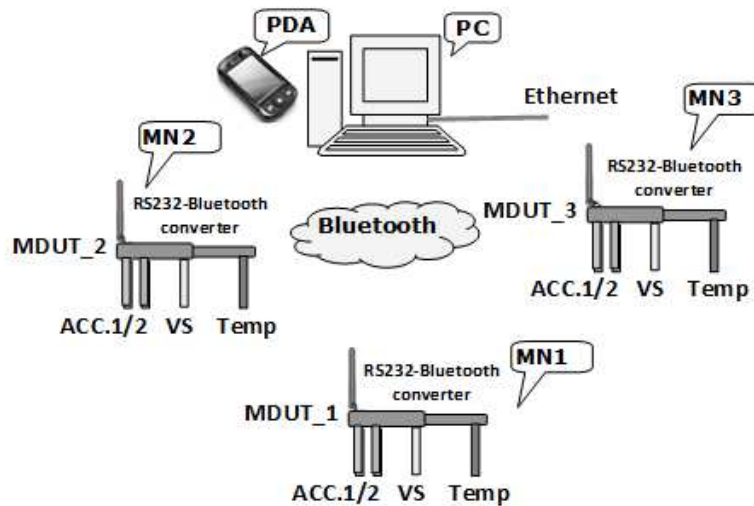 PDA
PC
Ethernet
MN3
MN2
RS232-Bluetooth
converter
RS232-Bluetooth
converter
MDUT_2
Bluetooth
MDUT_3
ACC.1/2 VS Temp
ACC.1/2 VS Temp
MN1
RS232-Bluetooth
converter
MDUT_1
ACC.1/2 VS Temp